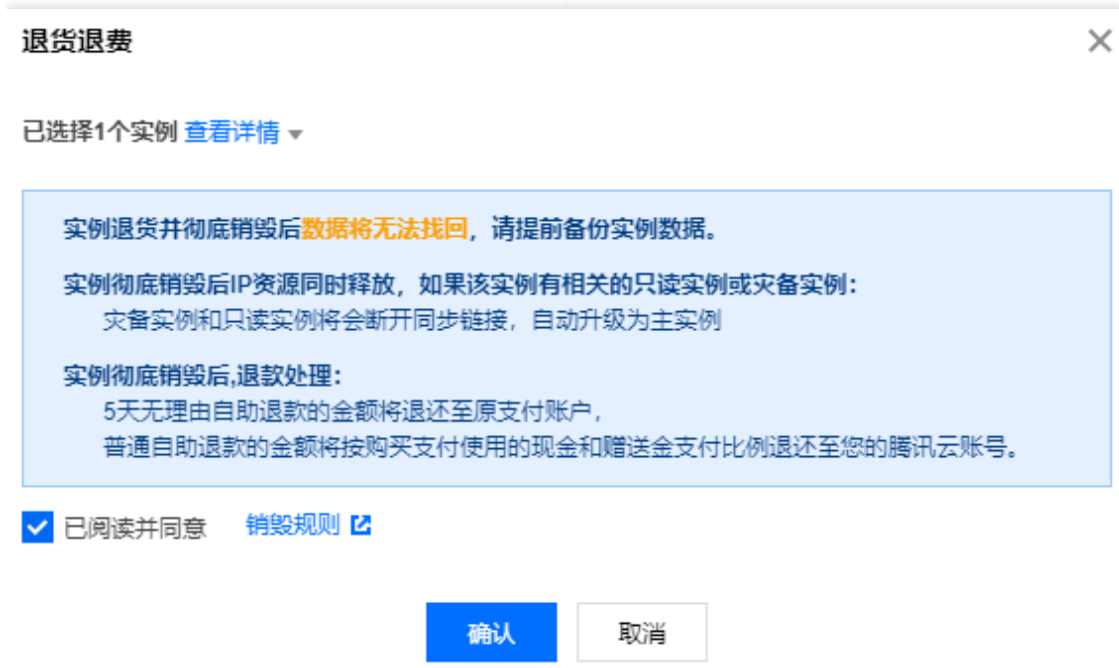 退货退费
已选择1个实例 查看详情
实例退货并彻底销毁后数据将无法找回，请提前备份实例数据。
实例彻底销毁后IP资源同时释放，如果该实例有相关的只读实例或灾备实例：
灾备实例和只读实例将会断开同步链接，自动升级为主实例
实例彻底销毁后,退款处理：
5天无理由自助退款的金额将退还至原支付账户，
普通自助退款的金额将按购买支付使用的现金和赠送金支付比例退还至您的腾讯云账号。
已阅读并同意 销毁规则
确认 取消